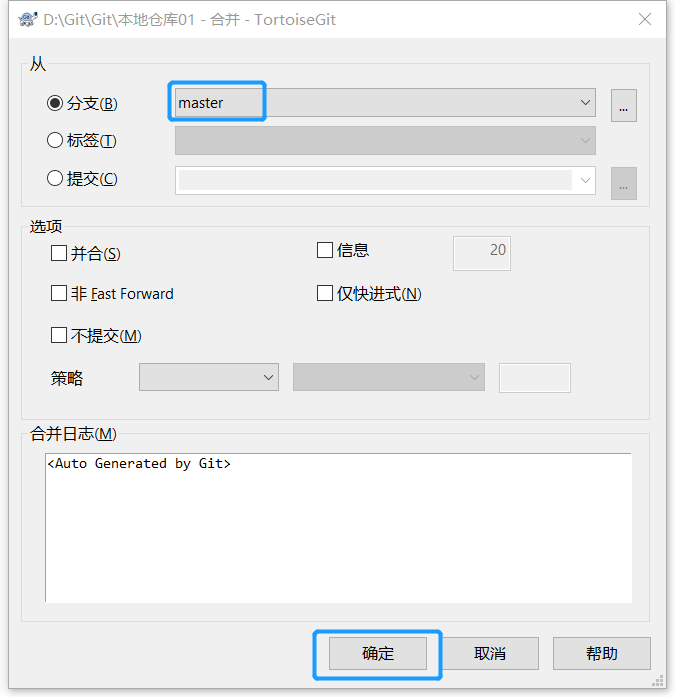 D:\Git\Git\本地仓库01 - 合并 - TortoiseGit
从
分支(B)
master
...
标签(T)
提交(C)
...
选项
并合(S)
信息
20
非 Fast Forward
仅快进式(N)
不提交(M)
策略
合并日志(M)
<Auto Generated by Git>
确定
取消
帮助